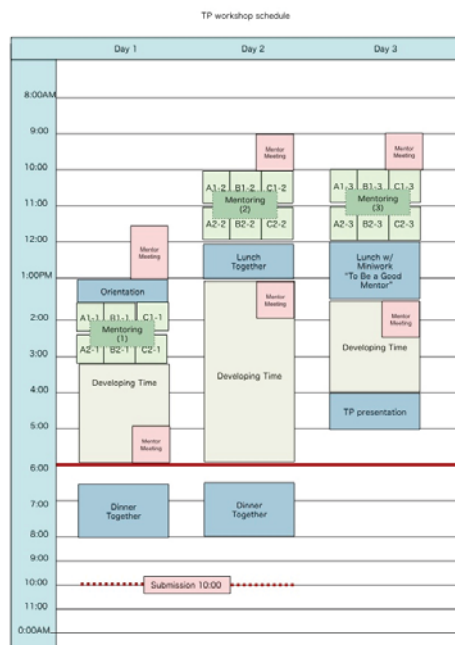 TP workshop schedule
Day 1
Day 2
Day 3
8:00AM
9:00
10:00
11:00
12:00
1:00PM
2:00
3:00
4:00
5:00
6:00
7:00
8:00
9:00
10:00
11:00
0:00AM
Mentor
Meeting
Orientation
A1-1
B1-1
C1-1
Mentoring
(1)
A2-1
B2-1
C2-1
Developing Time
Mentor
Meeting
Dinner
Together
Mentor
Meeting
A1-2
B1-2
C1-2
Mentoring
(2)
A2-2
B2-2
C2-2
Lunch
Together
Mentor
Meeting
Developing Time
Dinner
Together
Mentor
Meeting
A1-3
B1-3
C1-3
Mentoring
(3)
A2-3
B2-3
C2-3
Lunch w/
Miniwork
"To Be a Good
Mentor"
Mentor
Meeting
Developing Time
TP presentation
Submission 10:00